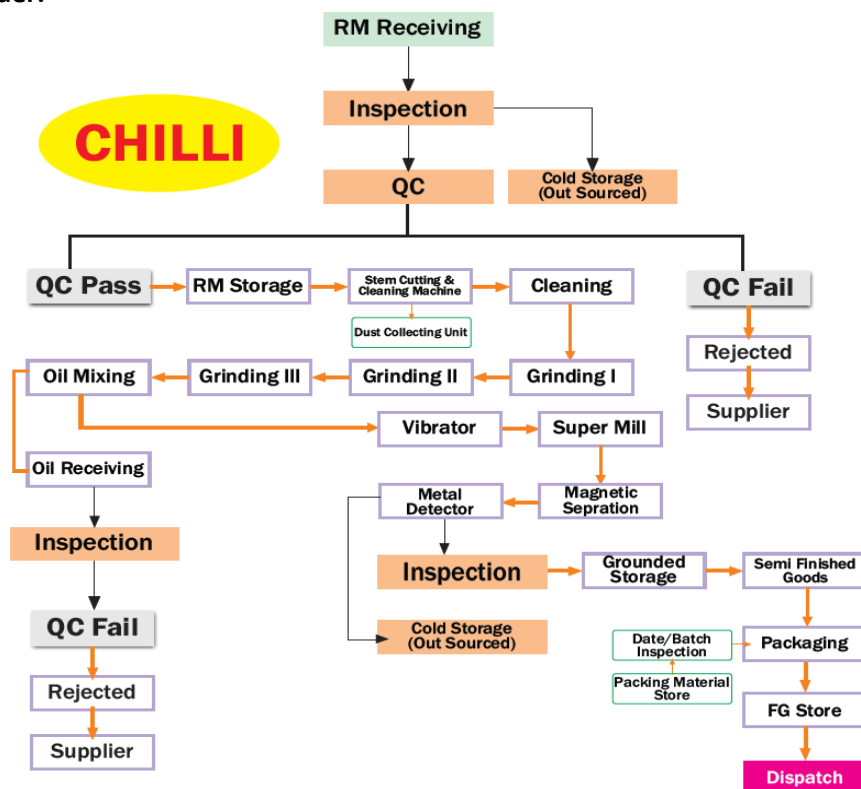 RM Receiving
Inspection
CHILLI
QC
Cold Storage
(Out Sourced)
QC Pass
RM Storage
Stem Cutting &
Cleaning Machine
Cleaning
QC Fail
Dust Collecting Unit
Rejected
Oil Mixing
Grinding III
Grinding II
Grinding I
Supplier
Vibrator
Super Mill
Oil Receiving
Metal
Detector
Magnetic
Sepration
Inspection
Inspection
Grounded
Storage
Semi Finished
Goods
QC Fail
Cold Storage
(Out Sourced)
Date/Batch
Inspection
Packaging
Rejected
Packing Material
Store
FG Store
Supplier
Dispatch